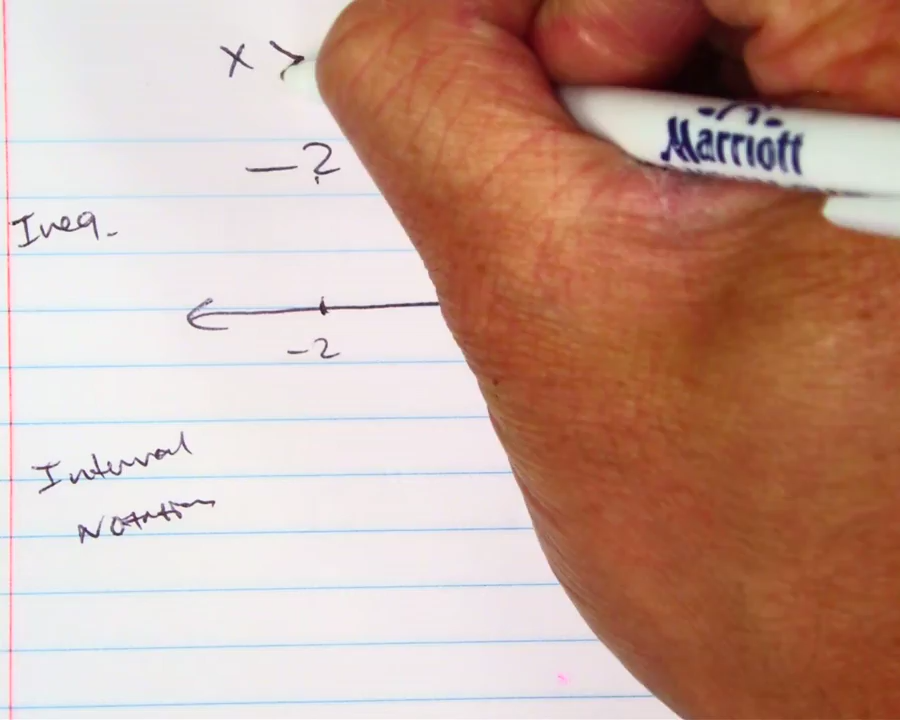 x >
Marriott
-2
Ineq.
-2
Interval
Notation